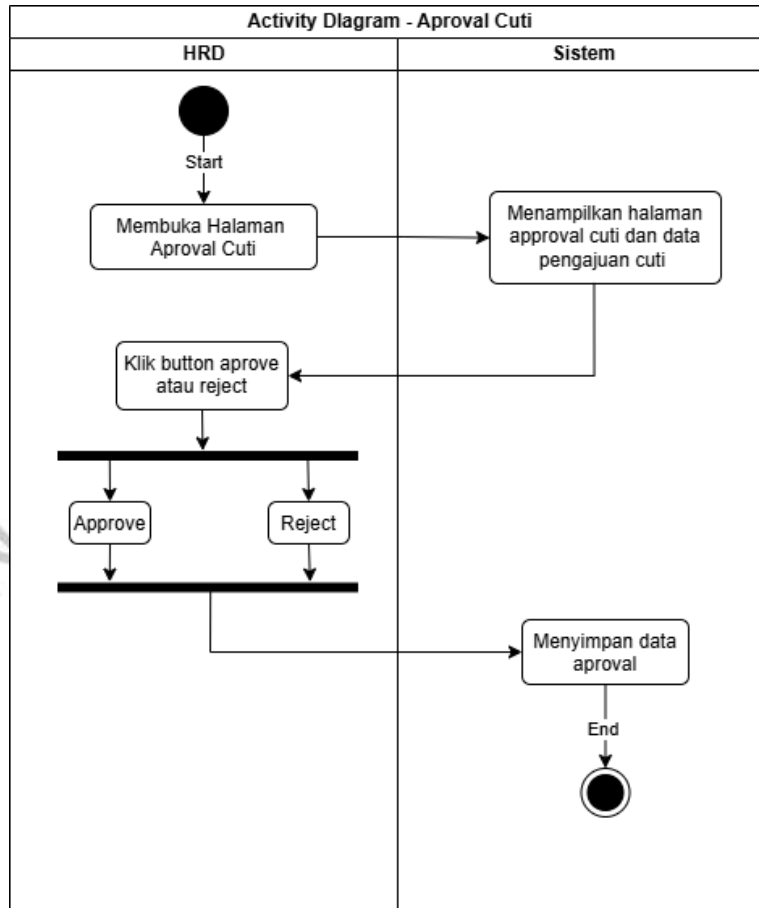 Activity DIagram - Aproval Cuti
HRD
Sistem
Start
Membuka Halaman
Aproval Cuti
Menampilkan halaman
approval cuti dan data
pengajuan cuti
Klik button aprove
atau reject
Approve
Reject
Menyimpan data
aproval
End